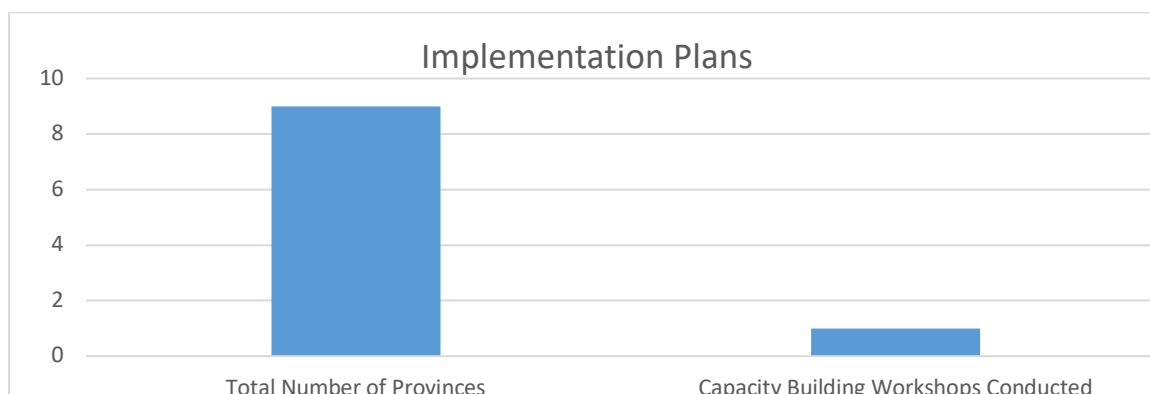 Implementation Plans
10
8
6
4
2
0
Total Number of Provinces
Capacity Building Workshops Conducted